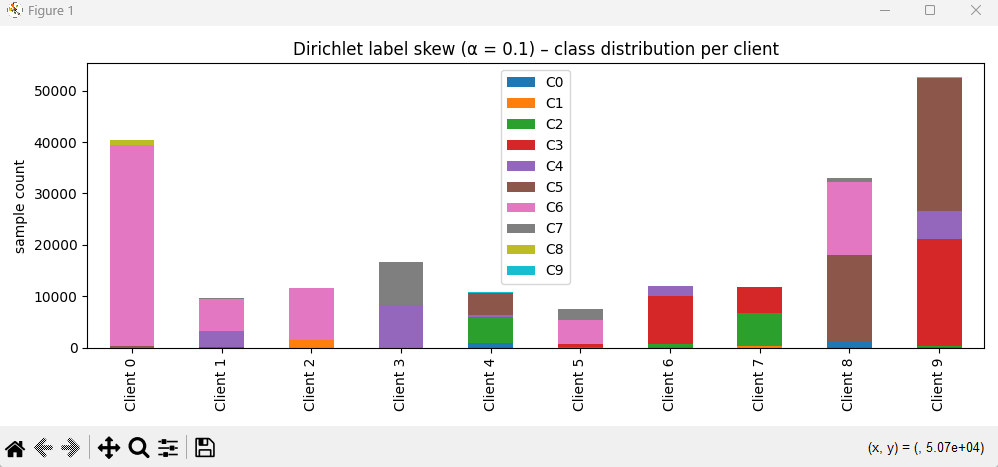 Figure 1
Dirichlet label skew (α = 0.1) – class distribution per client
sample count
50000
40000
30000
20000
10000
0
C0
C1
C2
C3
C4
C5
C6
C7
C8
C9
Client 0
Client 1
Client 2
Client 3
Client 4
Client 5
Client 6
Client 7
Client 8
Client 9
(x, y) = (, 5.07e+04)